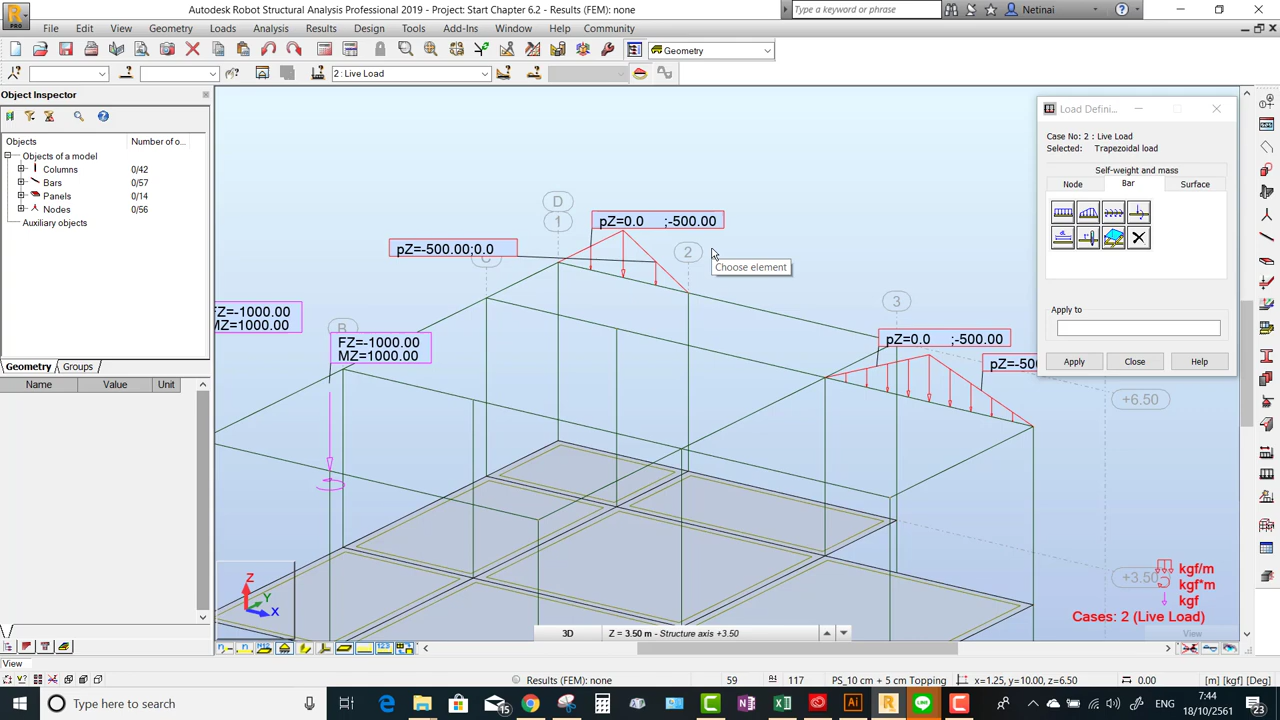 Autodesk Robot Structural Analysis Professional 2019 - Project: Start Chapter 6.2 - Results (FEM): none
Type a keyword or phrase
Netinai
PRO
File Edit View Geometry Loads Analysis Results Design Tools Add-Ins Window Help Community
Geometry
2 : Live Load
Object Inspector
Objects Number of o...
Objects of a model
Columns 0/42
Bars 0/57
Panels 0/14
Nodes 0/56
Auxiliary objects
Geometry Groups
Name Value Unit
D
1
pZ=0.0 ;-500.00
pZ=-500.00;0.0
C
2
Choose element
3
FZ=-1000.00
MZ=1000.00
B
FZ=-1000.00
MZ=1000.00
pZ=0.0 ;-500.00
pZ=-500
+6.50
+3.50
Load Defini...
Case No: 2 : Live Load
Selected: Trapezoidal load
Self-weight and mass
Node Bar Surface
Apply to
Apply Close Help
Z
Y
X
kgf/m
kgf*m
kgf
Cases: 2 (Live Load)
3D Z = 3.50 m - Structure axis +3.50
View
View
Results (FEM): none 59 117 PS_10 cm + 5 cm Topping x=1.25, y=10.00, z=6.50 0.00 [m] [kgf] [Deg]
Type here to search
15
ENG
7:44
18/10/2561